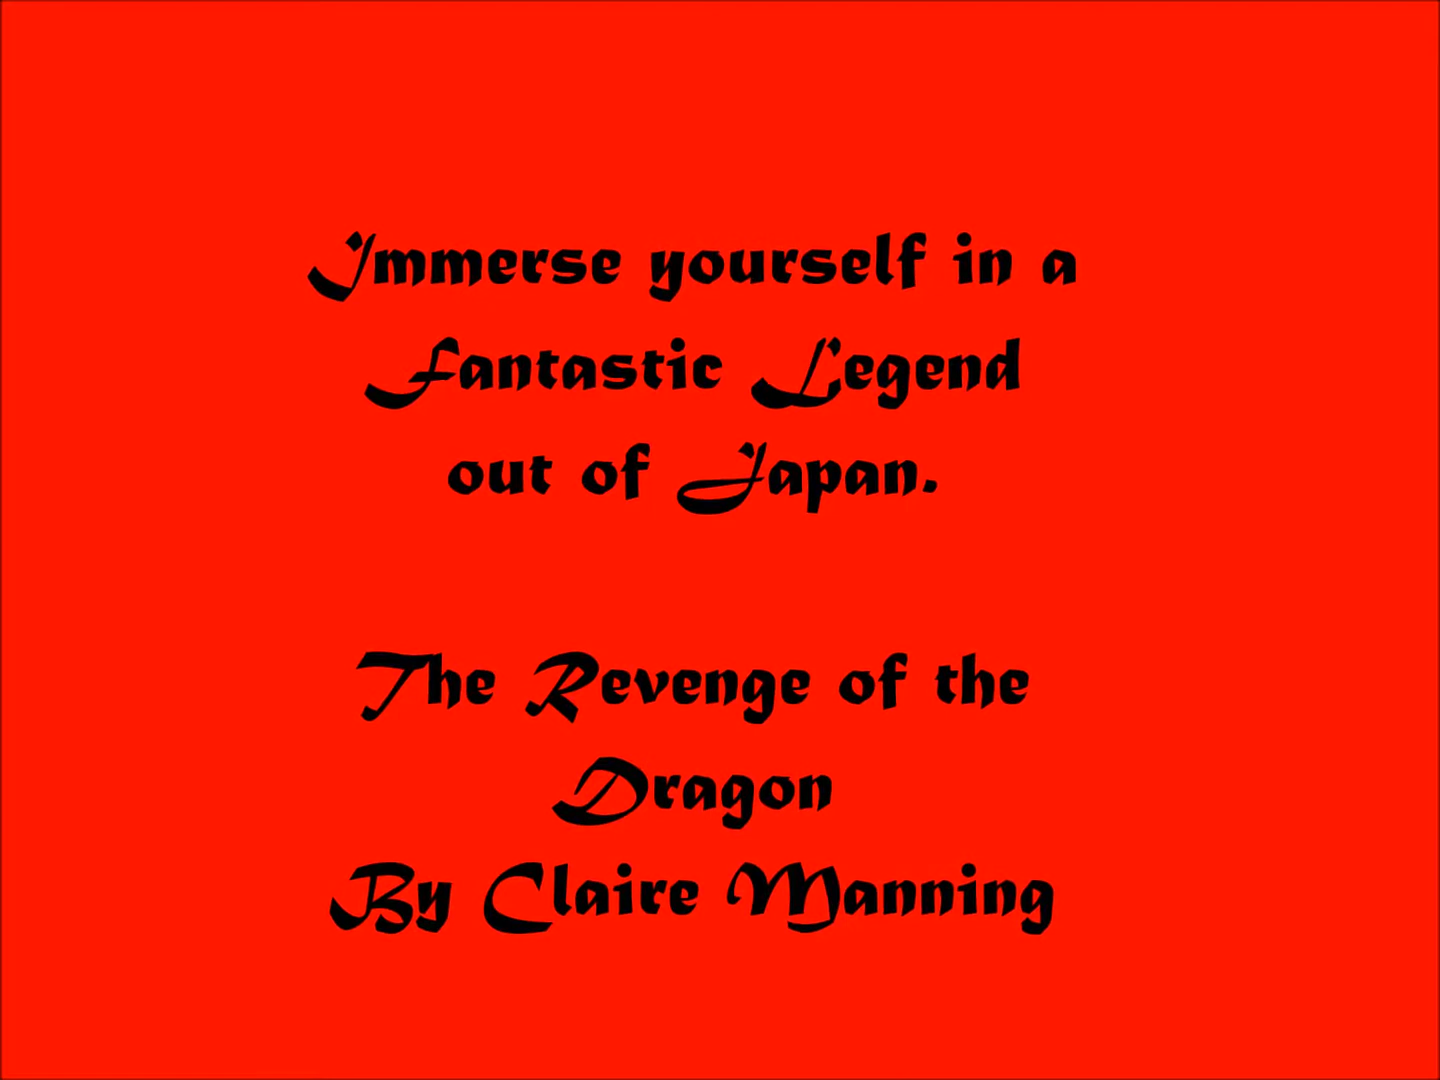 Immerse yourself in a
Fantastic Legend
out of Japan.
The Revenge of the
Dragon
By Claire Manning